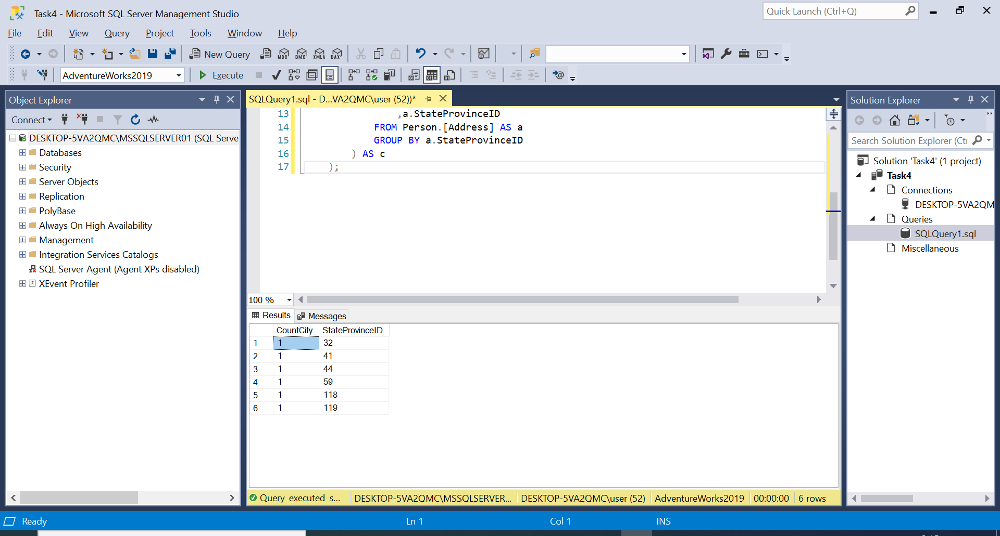 Task4 - Microsoft SQL Server Management Studio
Quick Launch (Ctrl+Q)
File Edit View Query Project Tools Window Help
New Query MDX DMX XMLA DAX
AdventureWorks2019 Execute
Object Explorer
Connect
DESKTOP-5VA2QMC\MSSQLSERVER01 (SQL Serve
Databases
Security
Server Objects
Replication
PolyBase
Always On High Availability
Management
Integration Services Catalogs
SQL Server Agent (Agent XPs disabled)
XEvent Profiler
SQLQuery1.sql - D...VA2QMC\user (52))*
13 ,a.StateProvinceID
14 FROM Person.[Address] AS a
15 GROUP BY a.StateProvinceID
16 ) AS c
17 );
100 %
Results Messages
CountCity StateProvinceID
1 1 32
2 1 41
3 1 44
4 1 59
5 1 118
6 1 119
Query executed s... DESKTOP-5VA2QMC\MSSQLSERVER... DESKTOP-5VA2QMC\user (52) AdventureWorks2019 00:00:00 6 rows
Solution Explorer
Search Solution Explorer (Ct
Solution 'Task4' (1 project)
Task4
Connections
DESKTOP-5VA2QM
Queries
SQLQuery1.sql
Miscellaneous
Ready Ln 1 Col 1 INS